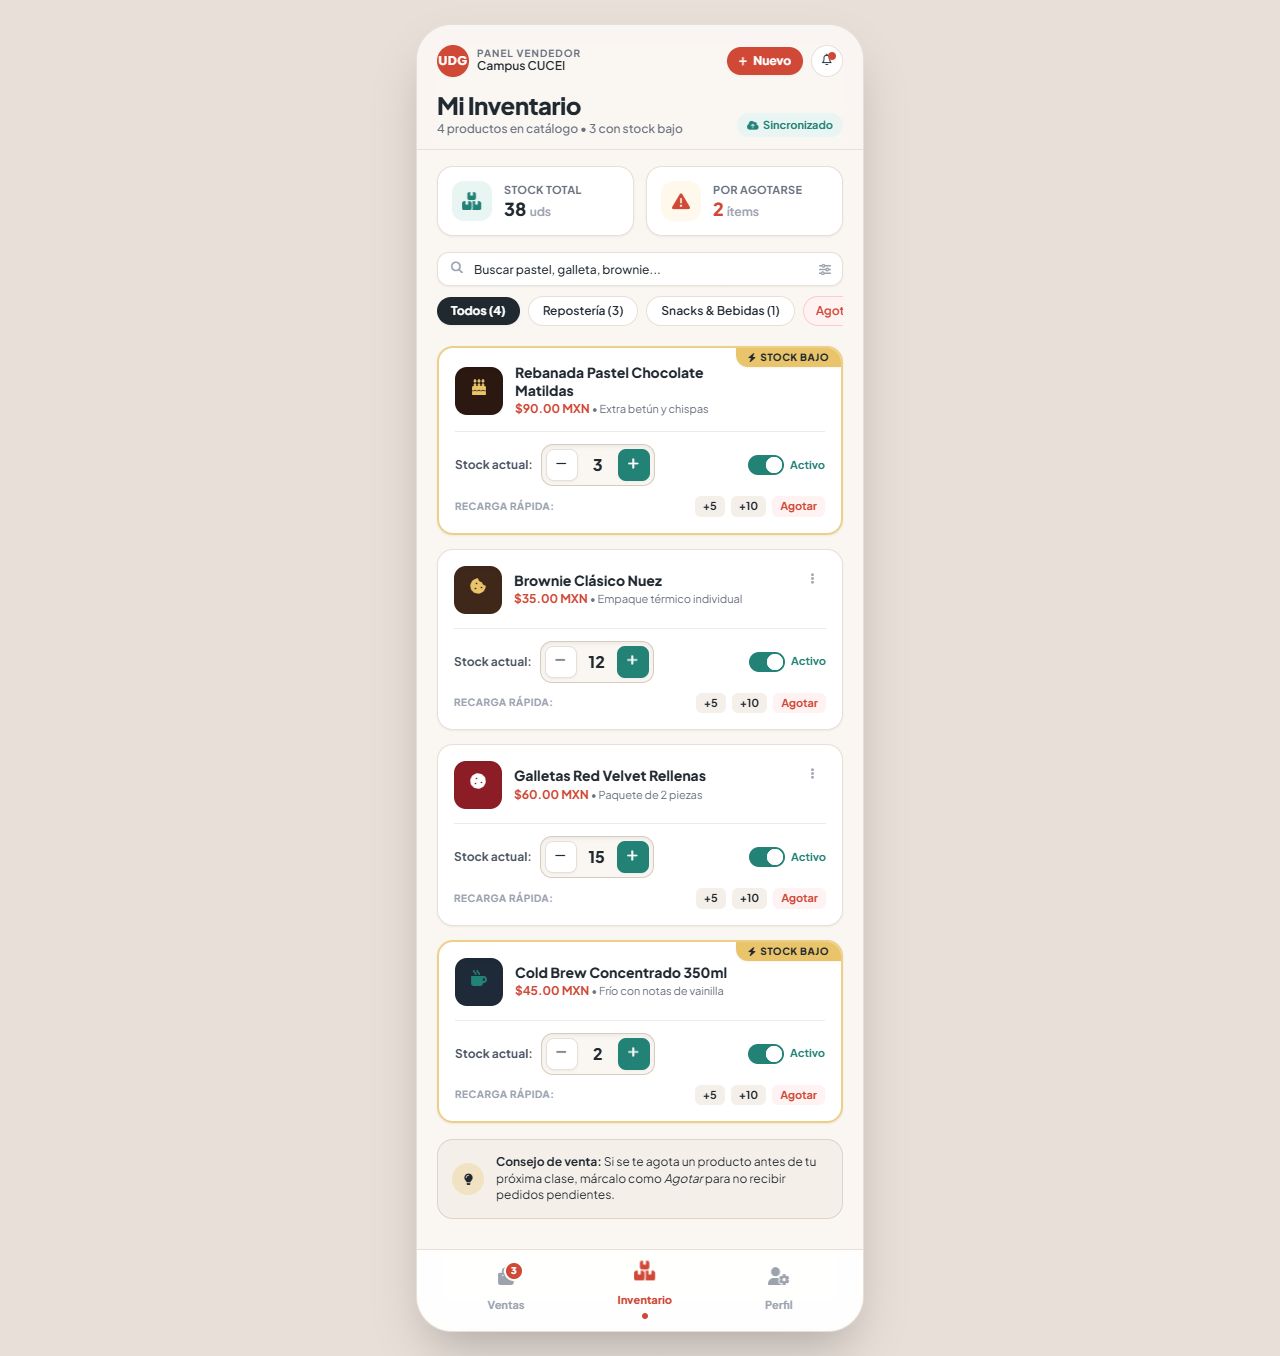 UDG
PANEL VENDEDOR
Campus CUCEI
+ Nuevo
Mi Inventario
4 productos en catálogo • 3 con stock bajo
Sincronizado
STOCK TOTAL
38 uds
POR AGOTARSE
2 ítems
Buscar pastel, galleta, brownie...
Todos (4)
Repostería (3)
Snacks & Bebidas (1)
Agot
STOCK BAJO
Rebanada Pastel Chocolate
Matildas
$90.00 MXN • Extra betún y chispas
Stock actual:
− 3 +
Activo
RECARGA RÁPIDA:
+5
+10
Agotar
Brownie Clásico Nuez
$35.00 MXN • Empaque térmico individual
Stock actual:
− 12 +
Activo
RECARGA RÁPIDA:
+5
+10
Agotar
Galletas Red Velvet Rellenas
$60.00 MXN • Paquete de 2 piezas
Stock actual:
− 15 +
Activo
RECARGA RÁPIDA:
+5
+10
Agotar
STOCK BAJO
Cold Brew Concentrado 350ml
$45.00 MXN • Frío con notas de vainilla
Stock actual:
− 2 +
Activo
RECARGA RÁPIDA:
+5
+10
Agotar
Consejo de venta: Si se te agota un producto antes de tu
próxima clase, márcalo como Agotar para no recibir
pedidos pendientes.
3
Ventas
Inventario
Perfil